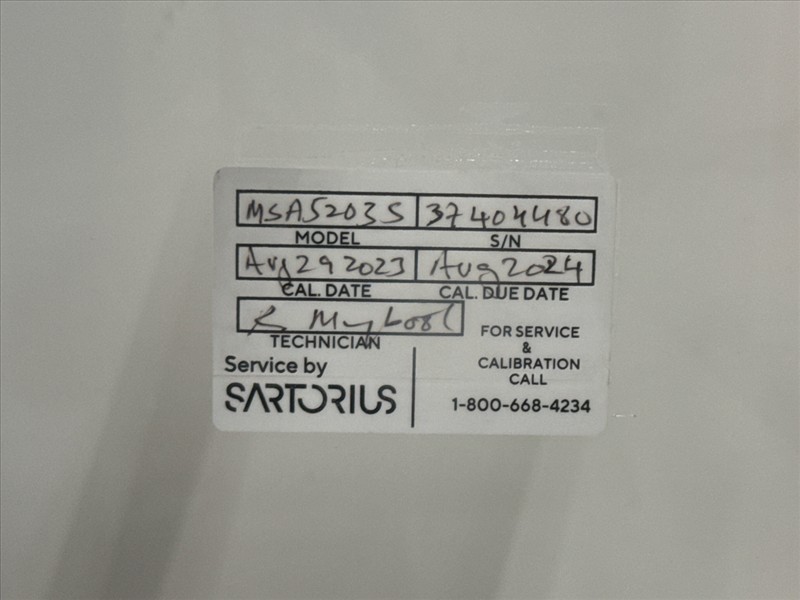 MSA5203S 37404480
MODEL S/N
Aug 29 2023 Aug 2024
CAL. DATE CAL. DUE DATE
R
TECHNICIAN
Service by
SARTORIUS
FOR SERVICE
&
CALIBRATION
CALL
1-800-668-4234